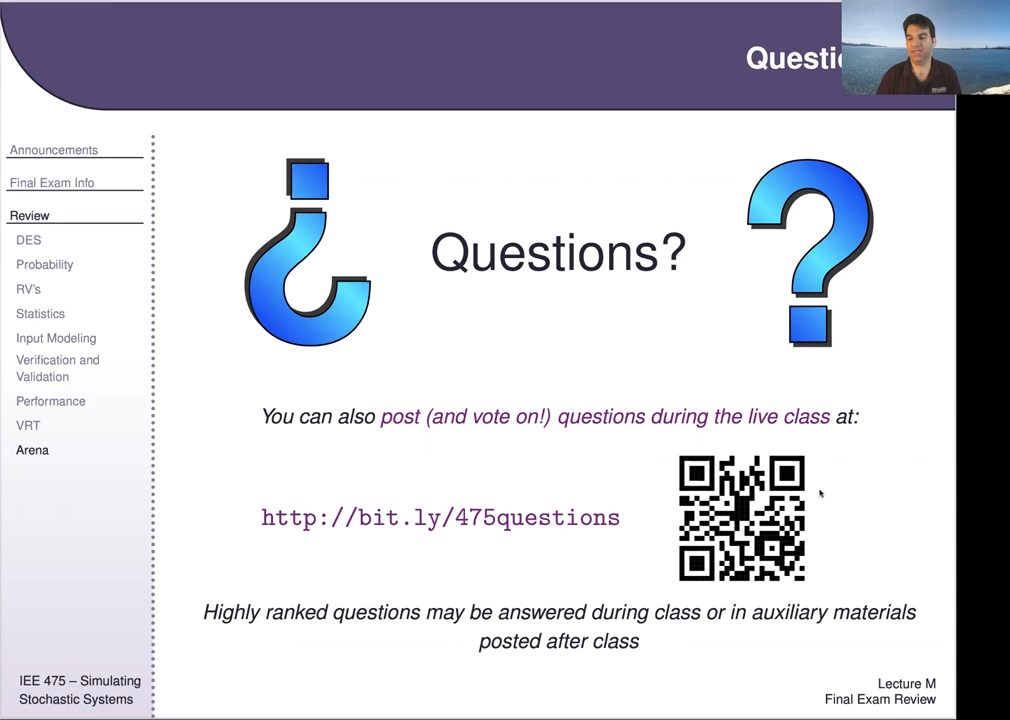 Questi
Announcements
Final Exam Info
Review
DES
Probability
RV's
Statistics
Input Modeling
Verification and
Validation
Performance
VRT
Arena
¿
Questions?
?
You can also post (and vote on!) questions during the live class at:
http://bit.ly/475questions
Highly ranked questions may be answered during class or in auxiliary materials
posted after class
IEE 475 – Simulating
Stochastic Systems
Lecture M
Final Exam Review